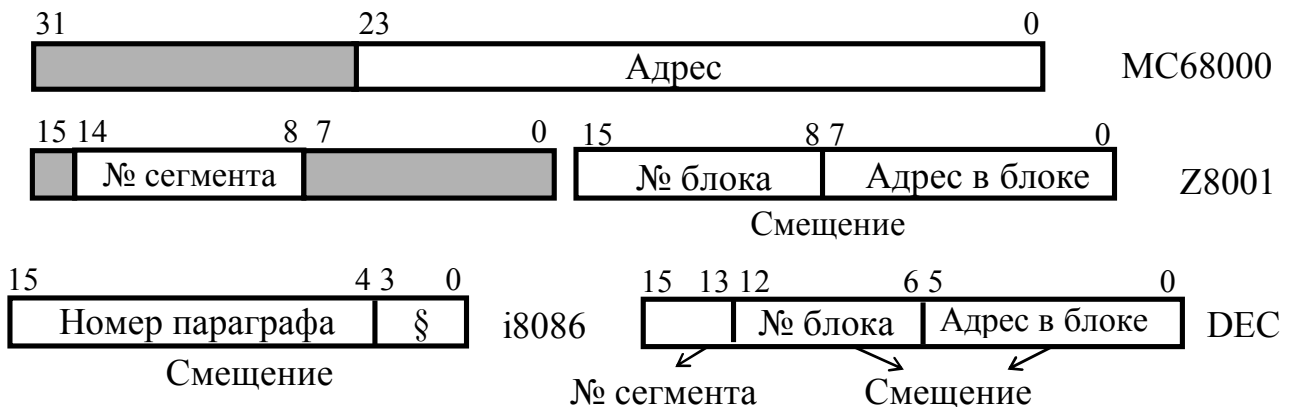 31 23 0
Адрес MC68000
15 14 8 7 0 15 8 7 0
№ сегмента № блока Адрес в блоке Z8001
Смещение
15 4 3 0 15 13 12 6 5 0
Номер параграфа § i8086 № блока Адрес в блоке DEC
Смещение № сегмента Смещение